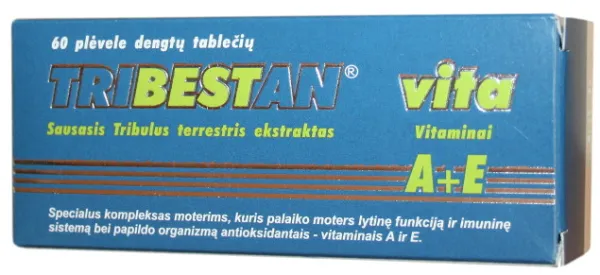 60 plėvele dengtų tablečių
TRIBESTAN® vita
Sausasis Tribulus terrestris ekstraktas
Vitaminai
A+E
Specialus kompleksas moterims, kuris palaiko moters lytinę funkciją ir imuninę
sistemą bei papildo organizmą antioksidantais - vitaminais A ir E.